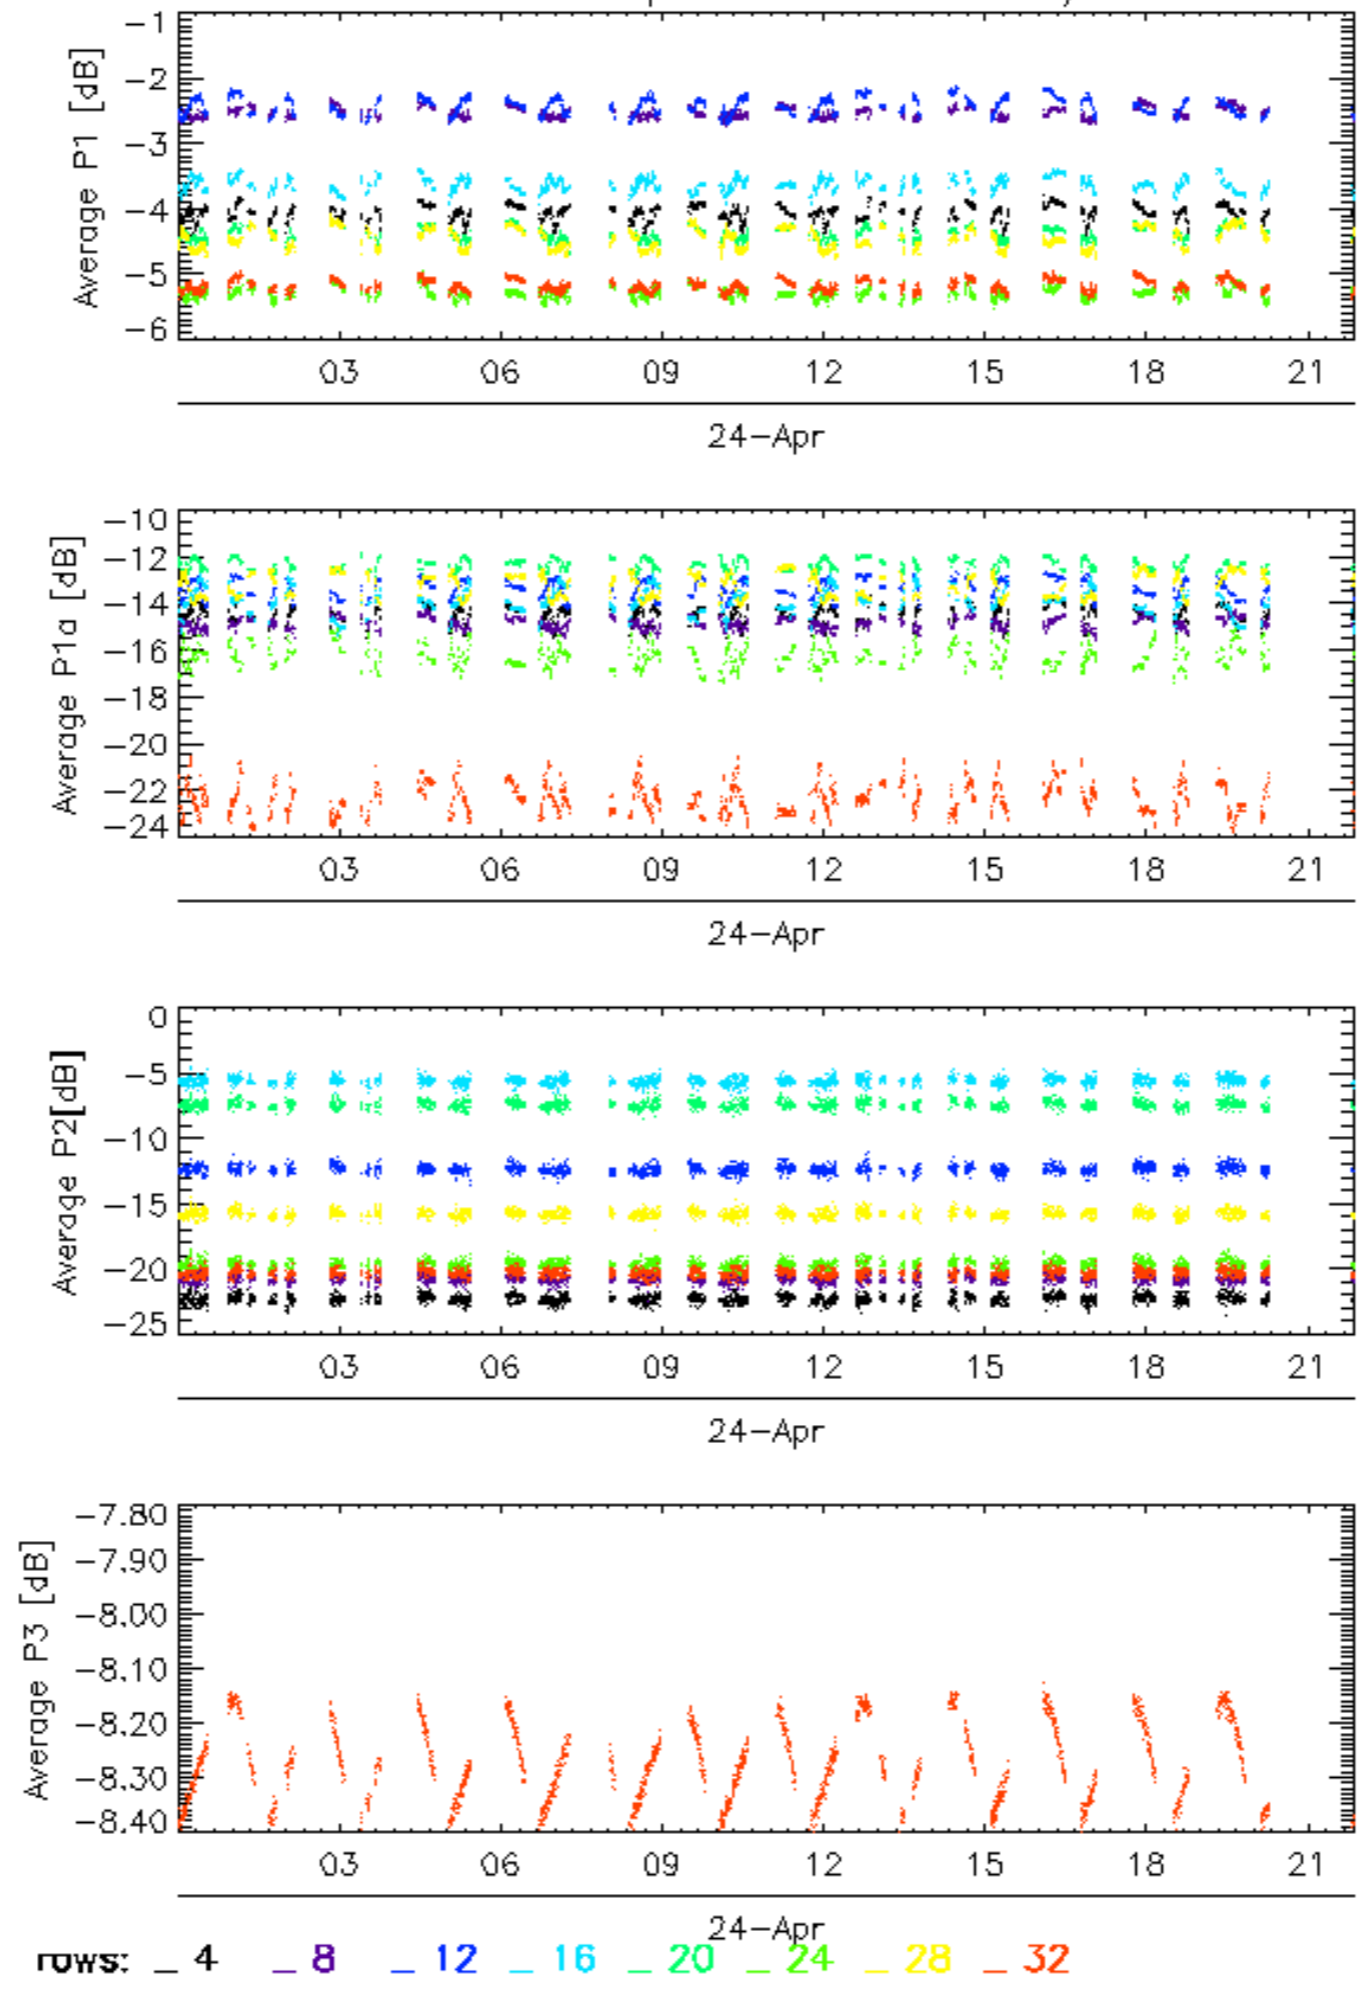 Average P1 [dB]
-1
-2
-3
-4
-5
-6
03 06 09 12 15 18 21
24-Apr
Average P1a [dB]
-10
-12
-14
-16
-18
-20
-22
-24
03 06 09 12 15 18 21
24-Apr
Average P2[dB]
0
-5
-10
-15
-20
-25
03 06 09 12 15 18 21
24-Apr
Average P3 [dB]
-7.80
-7.90
-8.00
-8.10
-8.20
-8.30
-8.40
03 06 09 12 15 18 21
24-Apr
rows: _ 4 _ 8 _ 12 _ 16 _ 20 _ 24 _ 28 _ 32